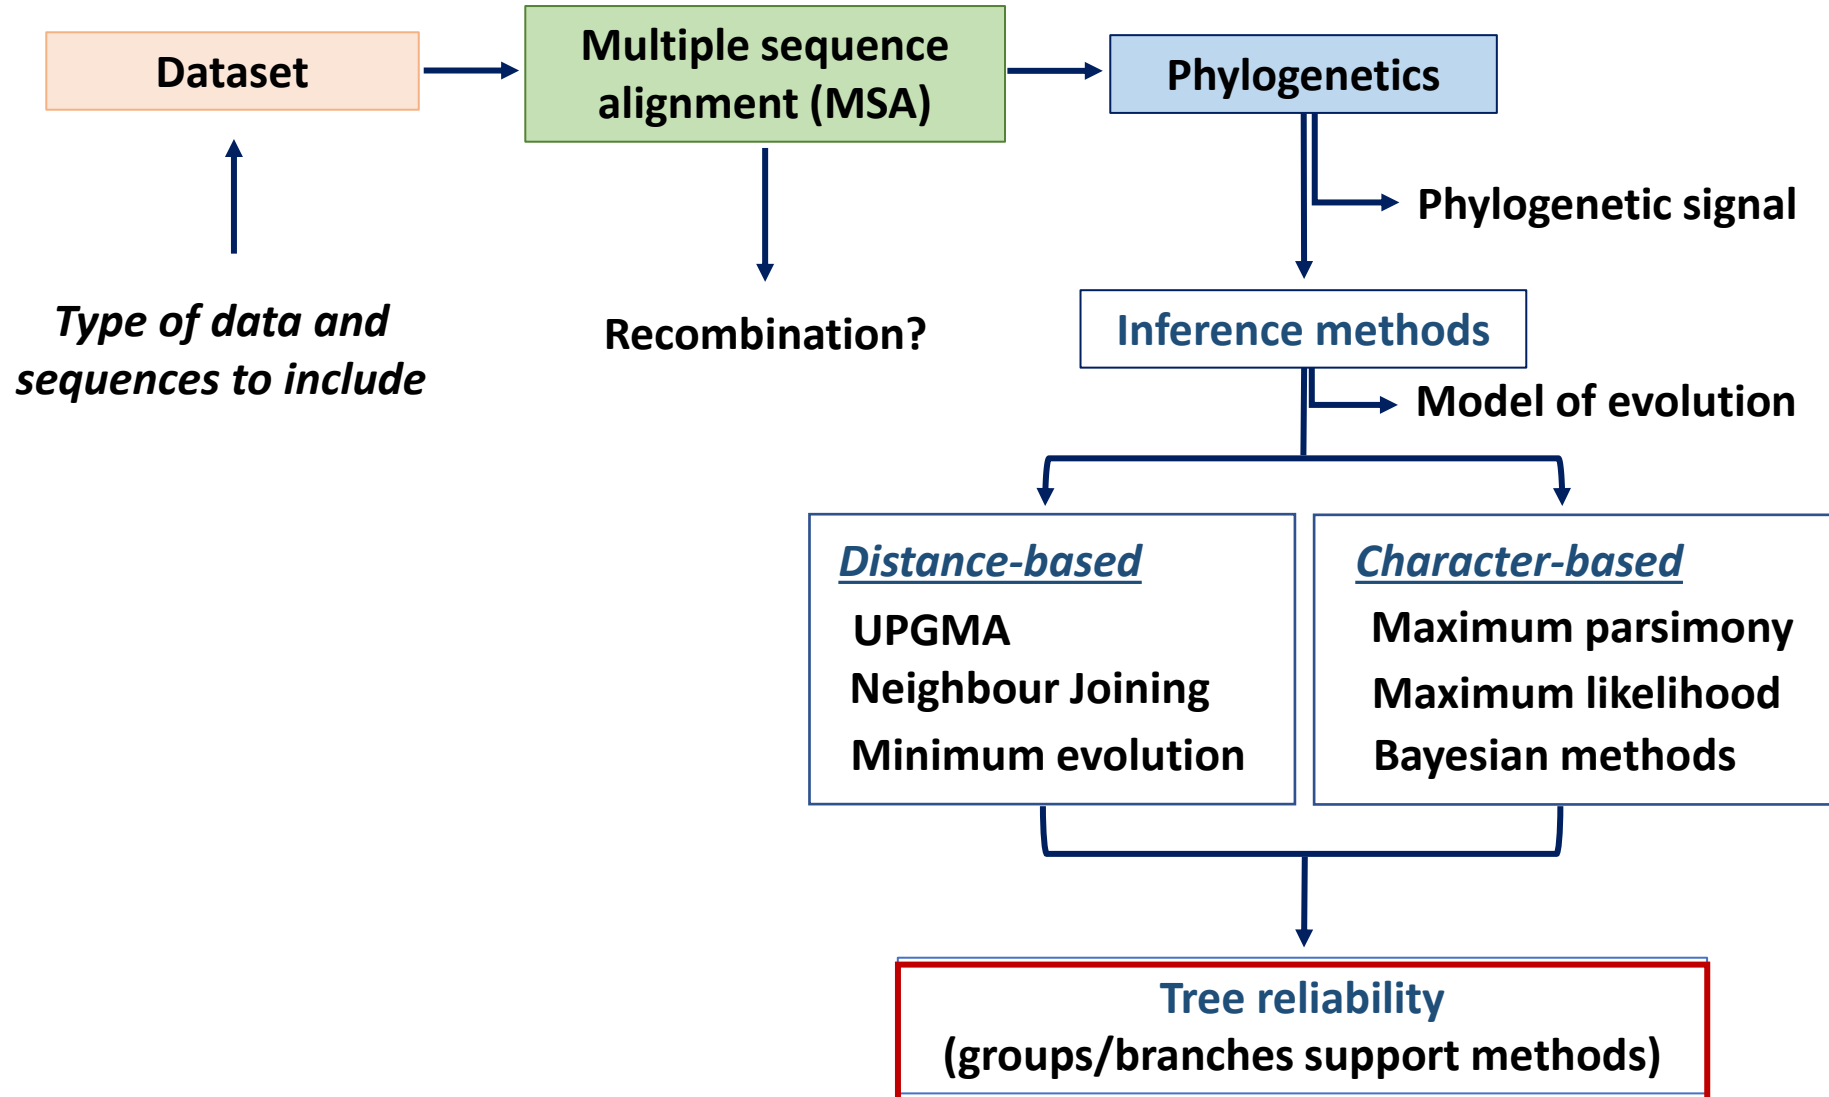 Dataset
Multiple sequence
alignment (MSA)
Phylogenetics
Type of data and
sequences to include
Recombination?
Phylogenetic signal
Inference methods
Model of evolution
Distance-based
UPGMA
Neighbour Joining
Minimum evolution
Character-based
Maximum parsimony
Maximum likelihood
Bayesian methods
Tree reliability
(groups/branches support methods)